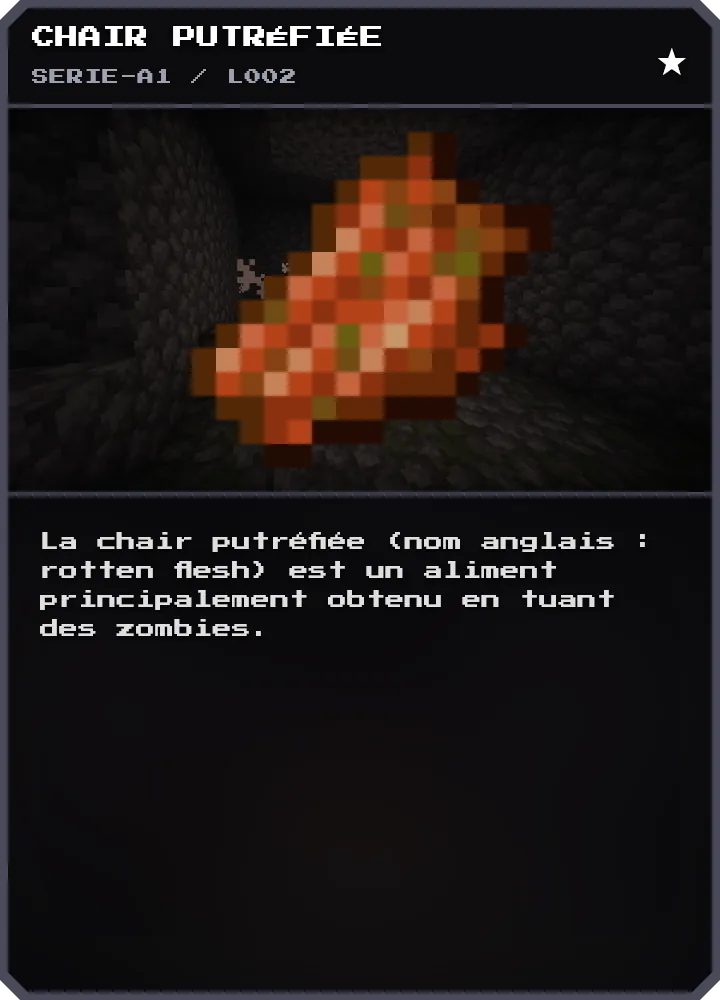 CHAIR PUTRéFIéE
SERIE-A1 / L002
La chair putréfiée (nom anglais :
rotten flesh) est un aliment
principalement obtenu en tuant
des zombies.